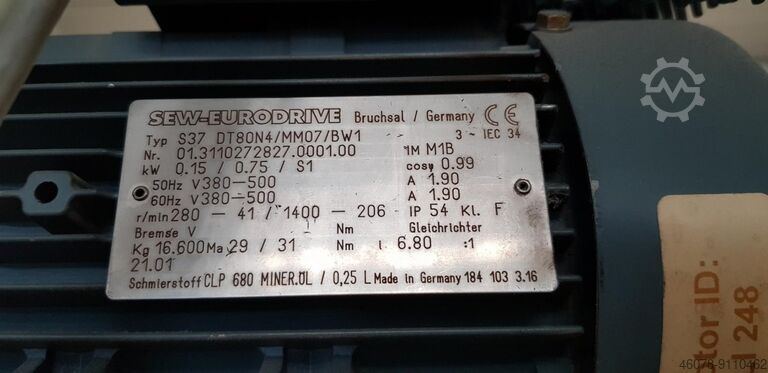 SEW-EURODRIVE Bruchsal / Germany CE
Typ S37 DT80N4/MM07/BW1 3 ~ IEC 34
Nr. 01.3110272827.0001.00 IM M1B
kW 0.15 / 0.75 / S1 cosφ 0.99
50Hz V 380-500 A 1.90
60Hz V 380-500 A 1.90
r/min 280 - 41 / 1400 - 206 IP 54 Kl. F
Bremse V Nm Gleichrichter
Kg 16.600 Ma 29 / 31 Nm i 6.80 :1
21.01
Schmierstoff CLP 680 MINER.ÖL / 0,25 L Made in Germany 184 103 3.16
otor ID:
248
46078-9110462